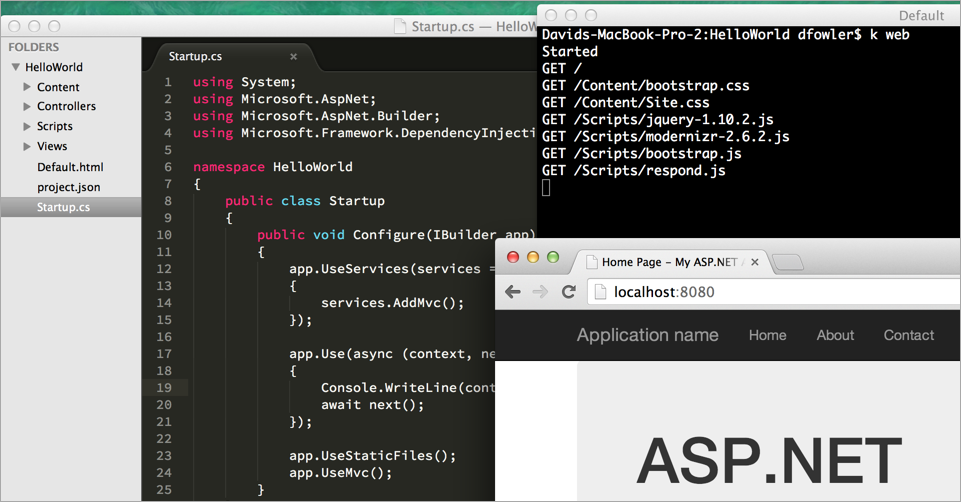 Startup.cs — HelloW
FOLDERS
HelloWorld
Content
Controllers
Scripts
Views
Default.html
project.json
Startup.cs
Startup.cs ×
1 using System;
2 using Microsoft.AspNet;
3 using Microsoft.AspNet.Builder;
4 using Microsoft.Framework.DependencyInjecti
5
6 namespace HelloWorld
7 {
8 public class Startup
9 {
10 public void Configure(IBuilder app)
11 {
12 app.UseServices(services =
13 {
14 services.AddMvc();
15 });
16
17 app.Use(async (context, ne
18 {
19 Console.WriteLine(cont
20 await next();
21 });
22
23 app.UseStaticFiles();
24 app.UseMvc();
25 }
Default
Davids-MacBook-Pro-2:HelloWorld dfowler$ k web
Started
GET /
GET /Content/bootstrap.css
GET /Content/Site.css
GET /Scripts/jquery-1.10.2.js
GET /Scripts/modernizr-2.6.2.js
GET /Scripts/bootstrap.js
GET /Scripts/respond.js
Home Page - My ASP.NET A ×
localhost:8080
Application name Home About Contact
ASP.NET